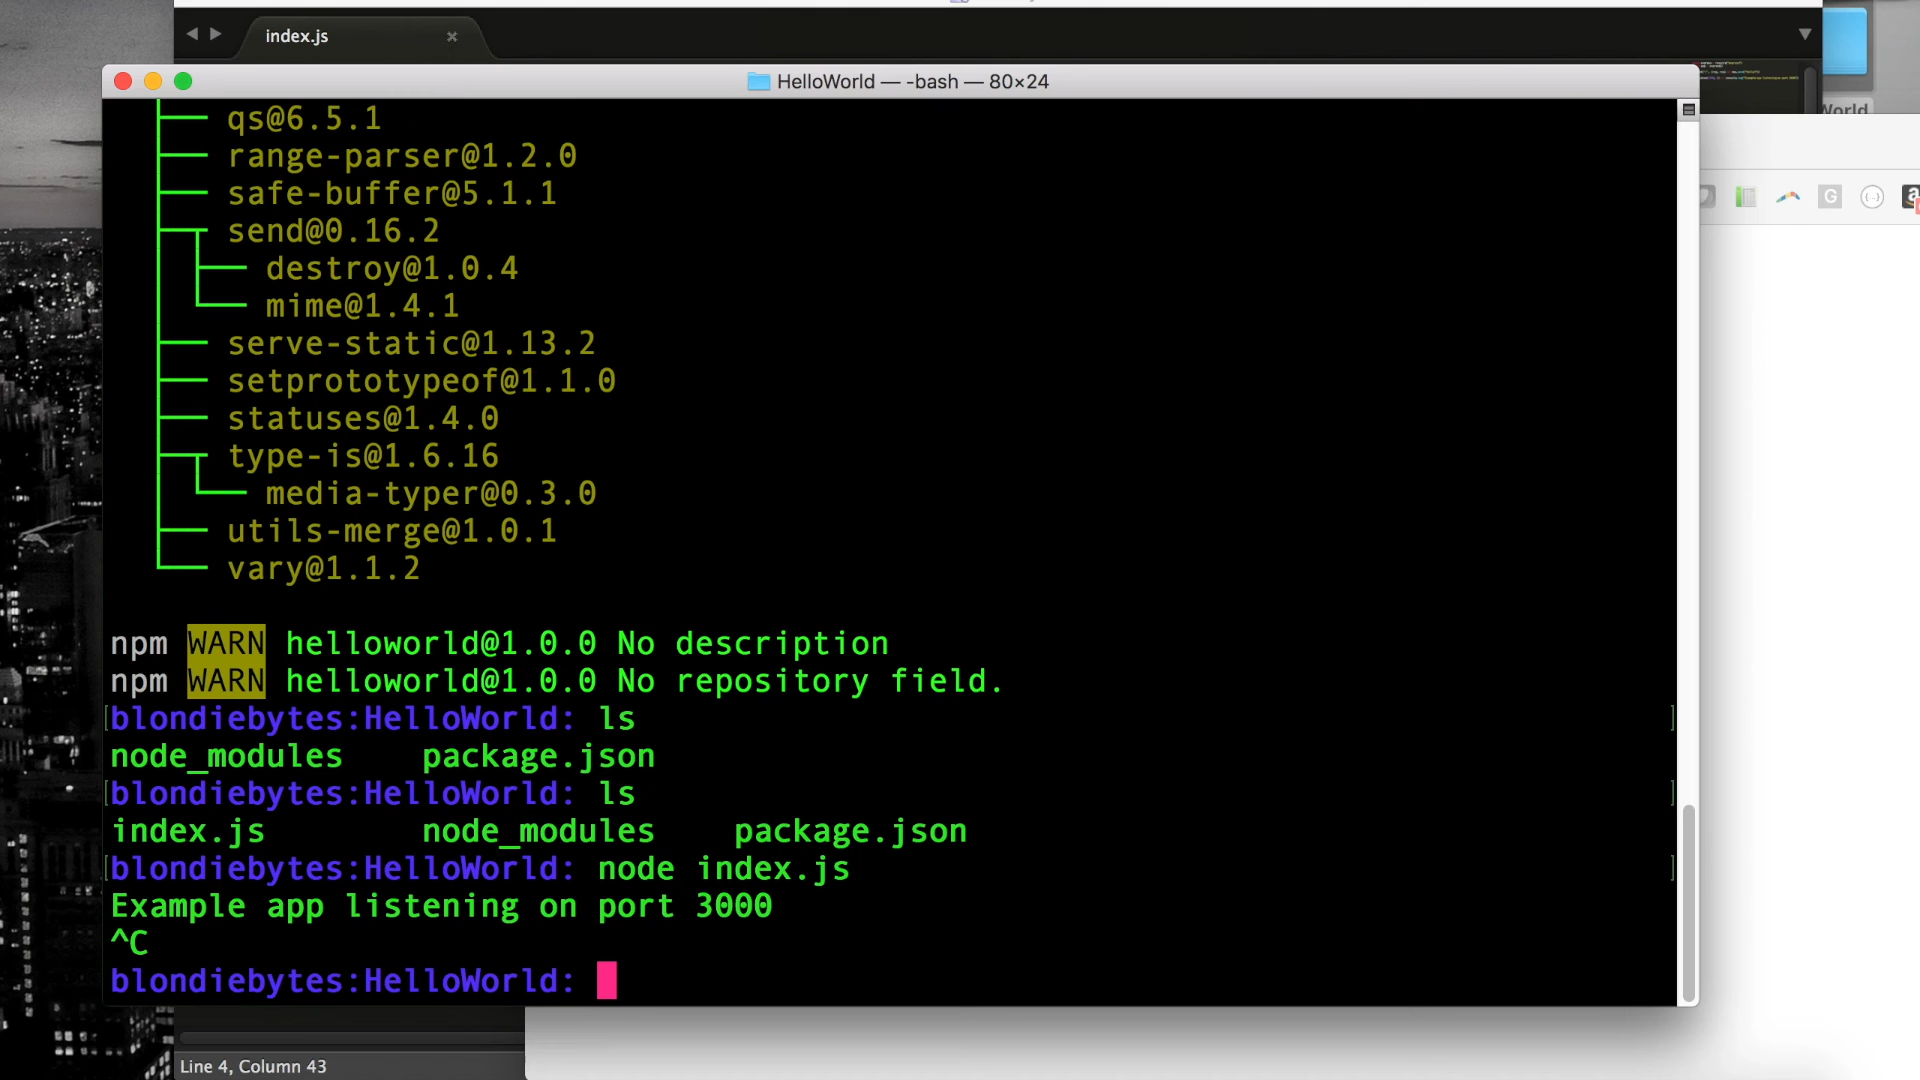 index.js
HelloWorld — -bash — 80×24
World
qs@6.5.1
range-parser@1.2.0
safe-buffer@5.1.1
send@0.16.2
destroy@1.0.4
mime@1.4.1
serve-static@1.13.2
setprototypeof@1.1.0
statuses@1.4.0
type-is@1.6.16
media-typer@0.3.0
utils-merge@1.0.1
vary@1.1.2
npm WARN helloworld@1.0.0 No description
npm WARN helloworld@1.0.0 No repository field.
blondiebytes:HelloWorld: ls
node_modules package.json
blondiebytes:HelloWorld: ls
index.js node_modules package.json
blondiebytes:HelloWorld: node index.js
Example app listening on port 3000
^C
blondiebytes:HelloWorld:
Line 4, Column 43